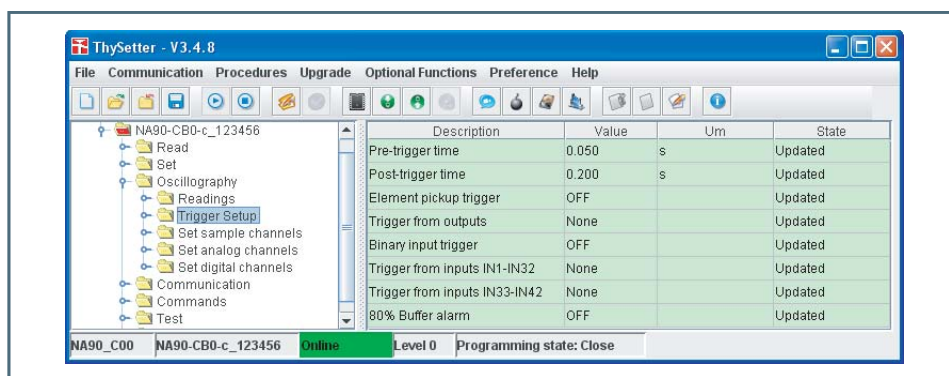 ThySetter - V3.4.8
File Communication Procedures Upgrade Optional Functions Preference Help
NA90-CB0-c_123456
Read
Set
Oscillography
Readings
Trigger Setup
Set sample channels
Set analog channels
Set digital channels
Communication
Commands
Test
Description Value Um State
Pre-trigger time 0.050 s Updated
Post-trigger time 0.200 s Updated
Element pickup trigger OFF Updated
Trigger from outputs None Updated
Binary input trigger OFF Updated
Trigger from inputs IN1-IN32 None Updated
Trigger from inputs IN33-IN42 None Updated
80% Buffer alarm OFF Updated
NA90_C00 NA90-CB0-c_123456 Online Level 0 Programming state: Close